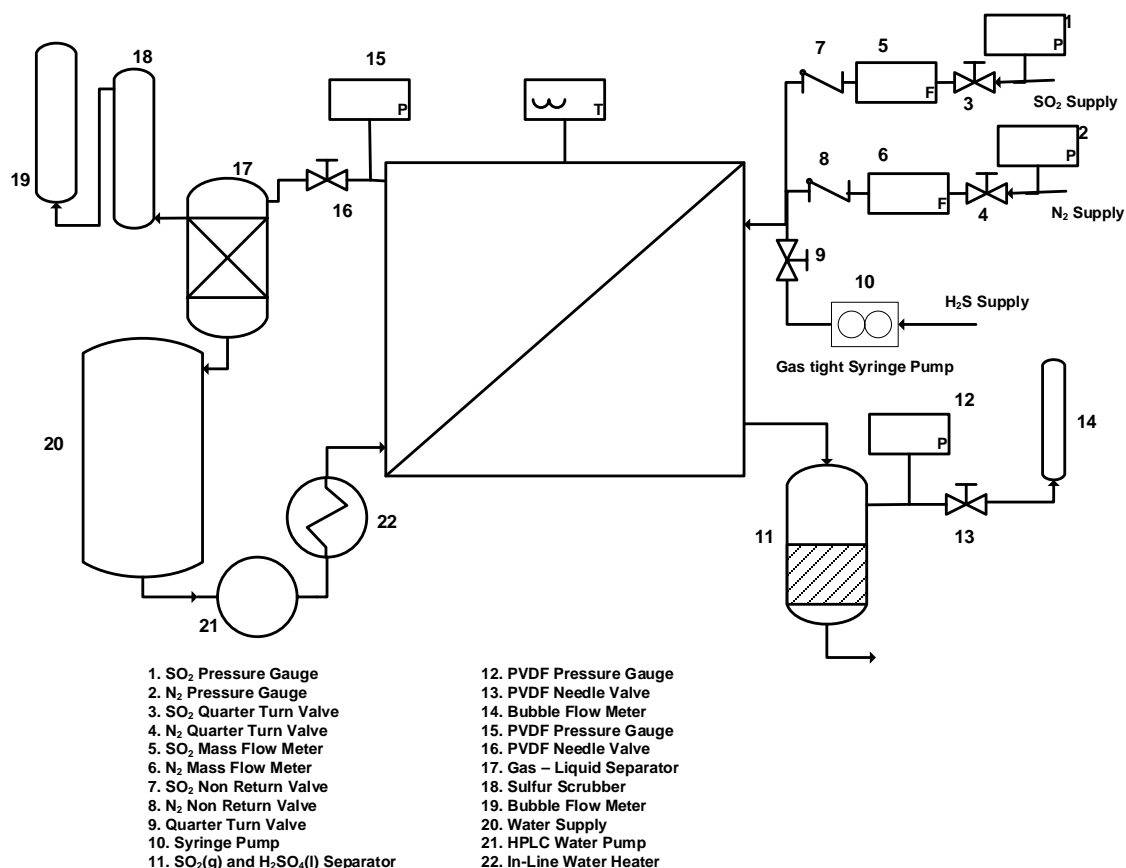 1
P
SO₂ Supply
7
5
F
3
2
P
N₂ Supply
8
6
F
4
15
P
T
18
19
17
16
9
10
H₂S Supply
Gas tight Syringe Pump
12
P
14
13
11
20
22
21
1. SO₂ Pressure Gauge
2. N₂ Pressure Gauge
3. SO₂ Quarter Turn Valve
4. N₂ Quarter Turn Valve
5. SO₂ Mass Flow Meter
6. N₂ Mass Flow Meter
7. SO₂ Non Return Valve
8. N₂ Non Return Valve
9. Quarter Turn Valve
10. Syringe Pump
11. SO₂(g) and H₂SO₄(l) Separator
12. PVDF Pressure Gauge
13. PVDF Needle Valve
14. Bubble Flow Meter
15. PVDF Pressure Gauge
16. PVDF Needle Valve
17. Gas – Liquid Separator
18. Sulfur Scrubber
19. Bubble Flow Meter
20. Water Supply
21. HPLC Water Pump
22. In-Line Water Heater